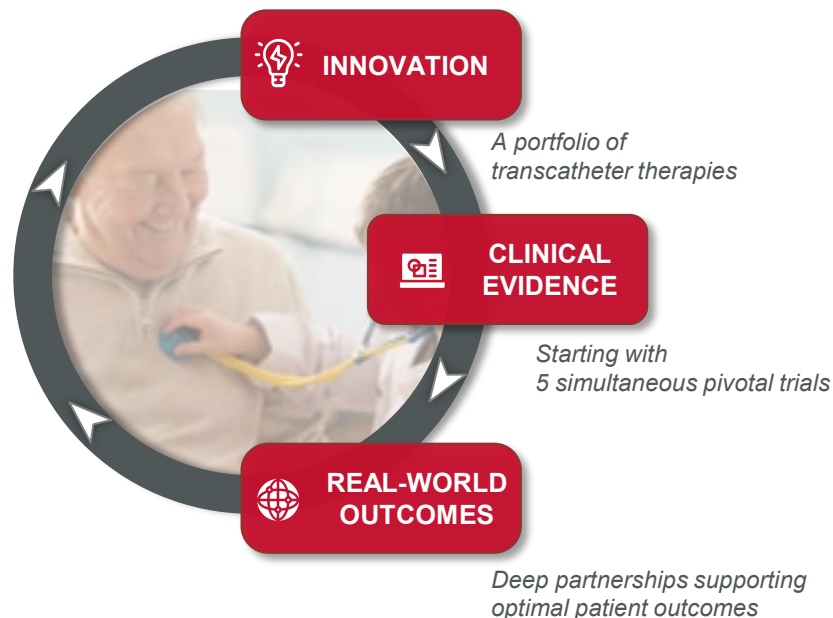 INNOVATION
A portfolio of
transcatheter therapies
CLINICAL
EVIDENCE
Starting with
5 simultaneous pivotal trials
REAL-WORLD
OUTCOMES
Deep partnerships supporting
optimal patient outcomes